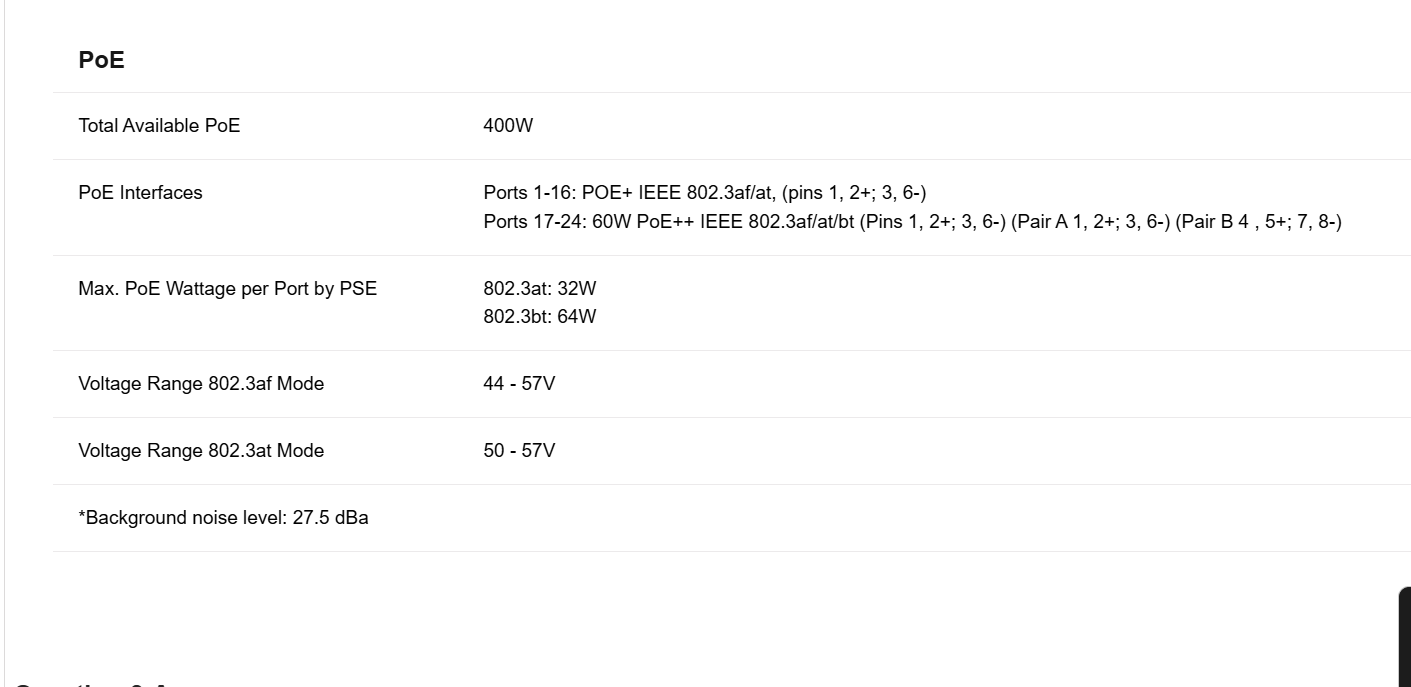 PoE
Total Available PoE 400W
PoE Interfaces Ports 1-16: POE+ IEEE 802.3af/at, (pins 1, 2+; 3, 6-)
Ports 17-24: 60W PoE++ IEEE 802.3af/at/bt (Pins 1, 2+; 3, 6-) (Pair A 1, 2+; 3, 6-) (Pair B 4 , 5+; 7, 8-)
Max. PoE Wattage per Port by PSE 802.3at: 32W
802.3bt: 64W
Voltage Range 802.3af Mode 44 - 57V
Voltage Range 802.3at Mode 50 - 57V
*Background noise level: 27.5 dBa